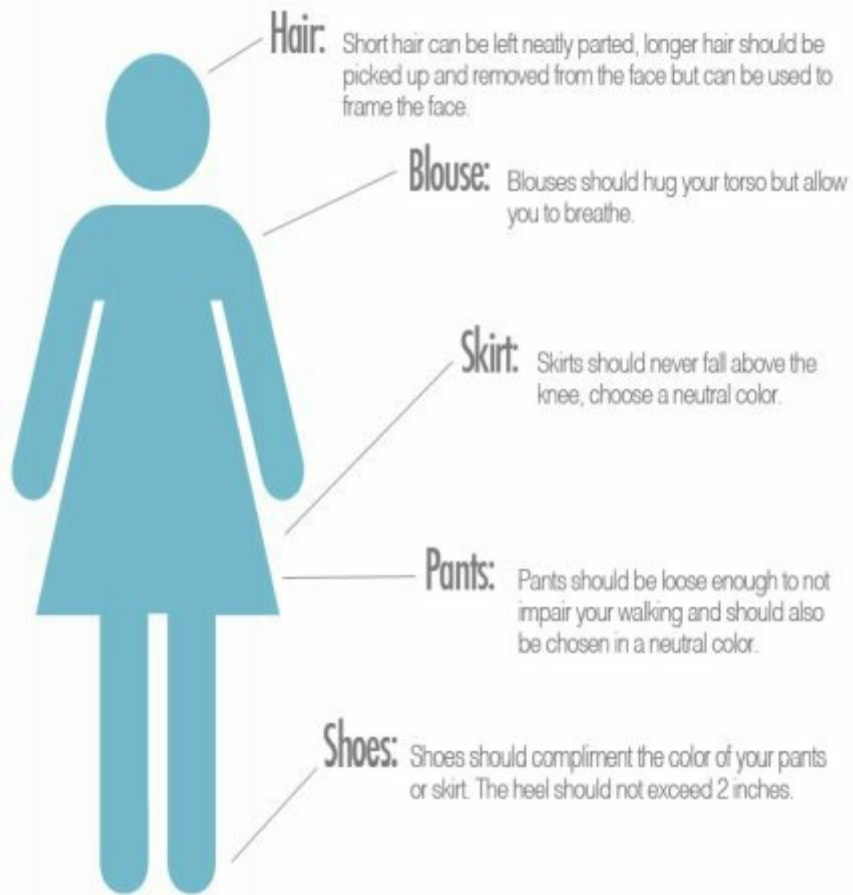 Hair: Short hair can be left neatly parted, longer hair should be
picked up and removed from the face but can be used to
frame the face.
Blouse: Blouses should hug your torso but allow
you to breathe.
Skirt: Skirts should never fall above the
knee, choose a neutral color.
Pants: Pants should be loose enough to not
impair your walking and should also
be chosen in a neutral color.
Shoes: Shoes should compliment the color of your pants
or skirt. The heel should not exceed 2 inches.